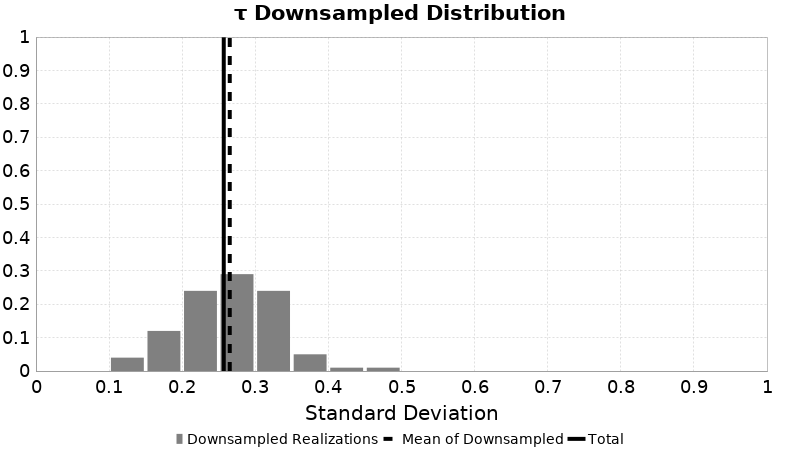 τ Downsampled Distribution
1
0.9
0.8
0.7
0.6
0.5
0.4
0.3
0.2
0.1
0
0 0.1 0.2 0.3 0.4 0.5 0.6 0.7 0.8 0.9 1
Standard Deviation
Downsampled Realizations Mean of Downsampled Total